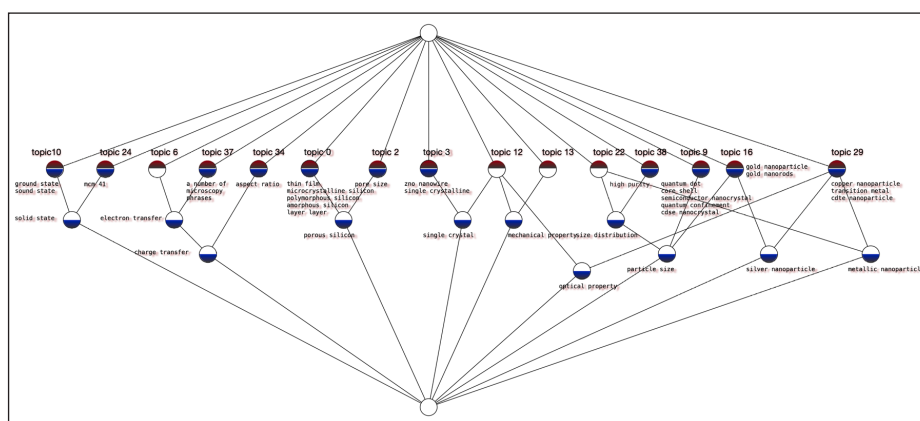 topic10
topic 24
topic 6
topic 37
topic 34
topic 0
topic 2
topic 3
topic 12
topic 13
topic 22
topic 38
topic 9
topic 16
topic 29
gold nanoparticle
gold nanorods
ground state
sound state
mcm 41
a number of
microscopy
phrases
aspect ratio
thin film
microcrystalline silicon
polymorphous silicon
amorphous silicon
layer layer
pore size
zno nanowire
single crystalline
high purity
quantum dot
core shell
semiconductor nanocrystal
quantum confinement
cdse nanocrystal
copper nanoparticle
transition metal
cdte nanoparticle
solid state
electron transfer
porous silicon
single crystal
mechanical property
size distribution
charge transfer
optical property
particle size
silver nanoparticle
metallic nanoparticl